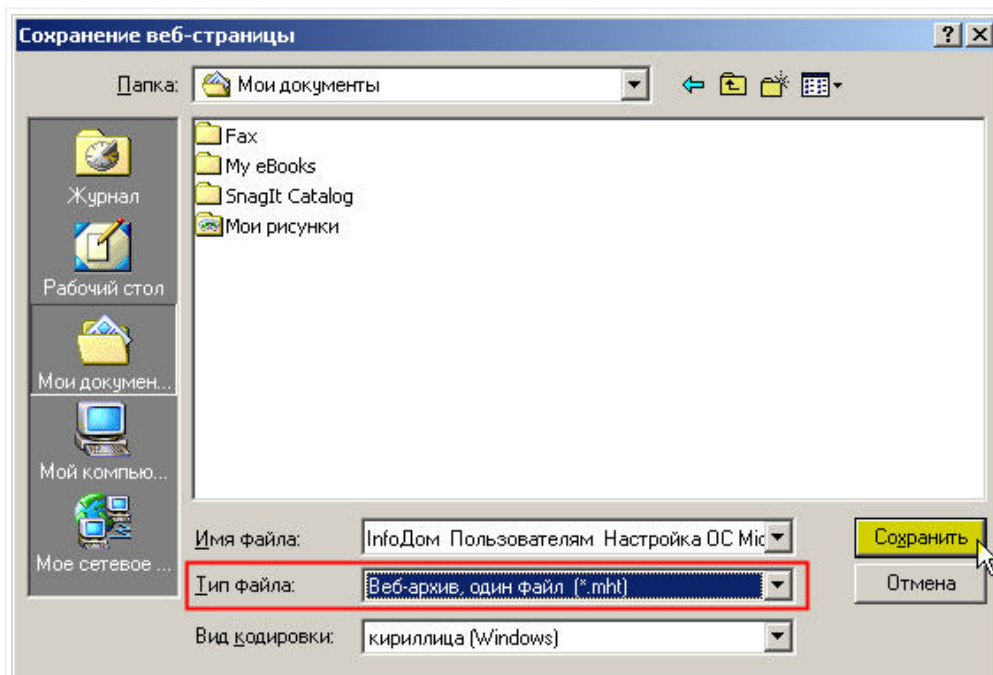 Сохранение веб-страницы
Папка: Мои документы
Fax
My eBooks
SnagIt Catalog
Мои рисунки
Журнал
Рабочий стол
Мои докумен...
Мой компью...
Мое сетевое ...
Имя файла: InfoДом Пользователям Настройка ОС Mic
Сохранить
Тип файла: Веб-архив, один файл (*.mht)
Отмена
Вид кодировки: кириллица (Windows)